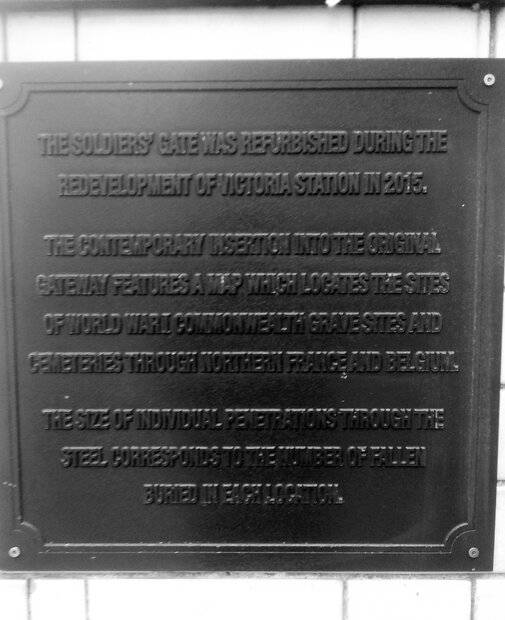 THE SOLDIERS' GATE WAS REFURBISHED DURING THE
REDEVELOPMENT OF VICTORIA STATION IN 2015.
THE CONTEMPORARY INSERTION INTO THE ORIGINAL
GATEWAY FEATURES A MAP WHICH LOCATES THE SITES
OF WORLD WAR I COMMONWEALTH GRAVE SITES AND
CEMETERIES THROUGH NORTHERN FRANCE AND BELGIUM.
THE SIZE OF INDIVIDUAL PENETRATIONS THROUGH THE
STEEL CORRESPONDS TO THE NUMBER OF FALLEN
BURIED IN EACH LOCATION.